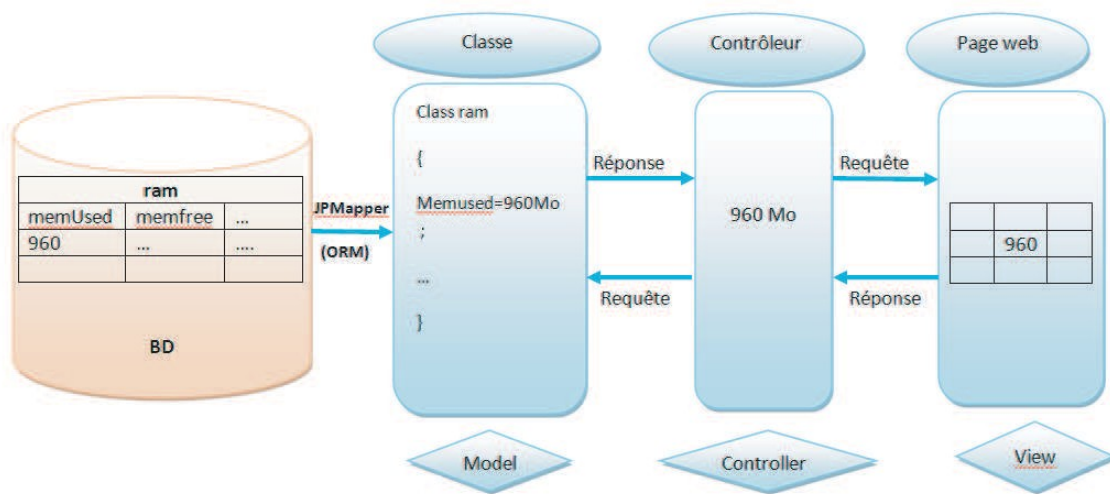 Classe
Contrôleur
Page web
ram
memUsed memfree ...
960 ... ....
BD
JPMapper
(ORM)
Class ram
{
Memused=960Mo
;
...
}
Réponse
Requête
960 Mo
Requête
Réponse
960
Model
Controller
View